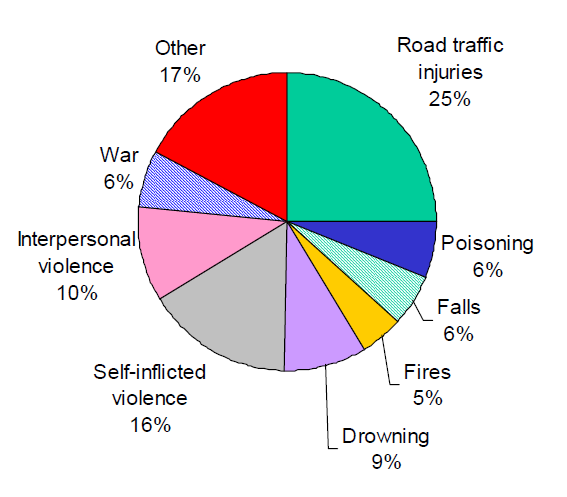 Other
17%
Road traffic
injuries
25%
War
6%
Interpersonal
violence
10%
Poisoning
6%
Falls
6%
Fires
5%
Self-inflicted
violence
16%
Drowning
9%